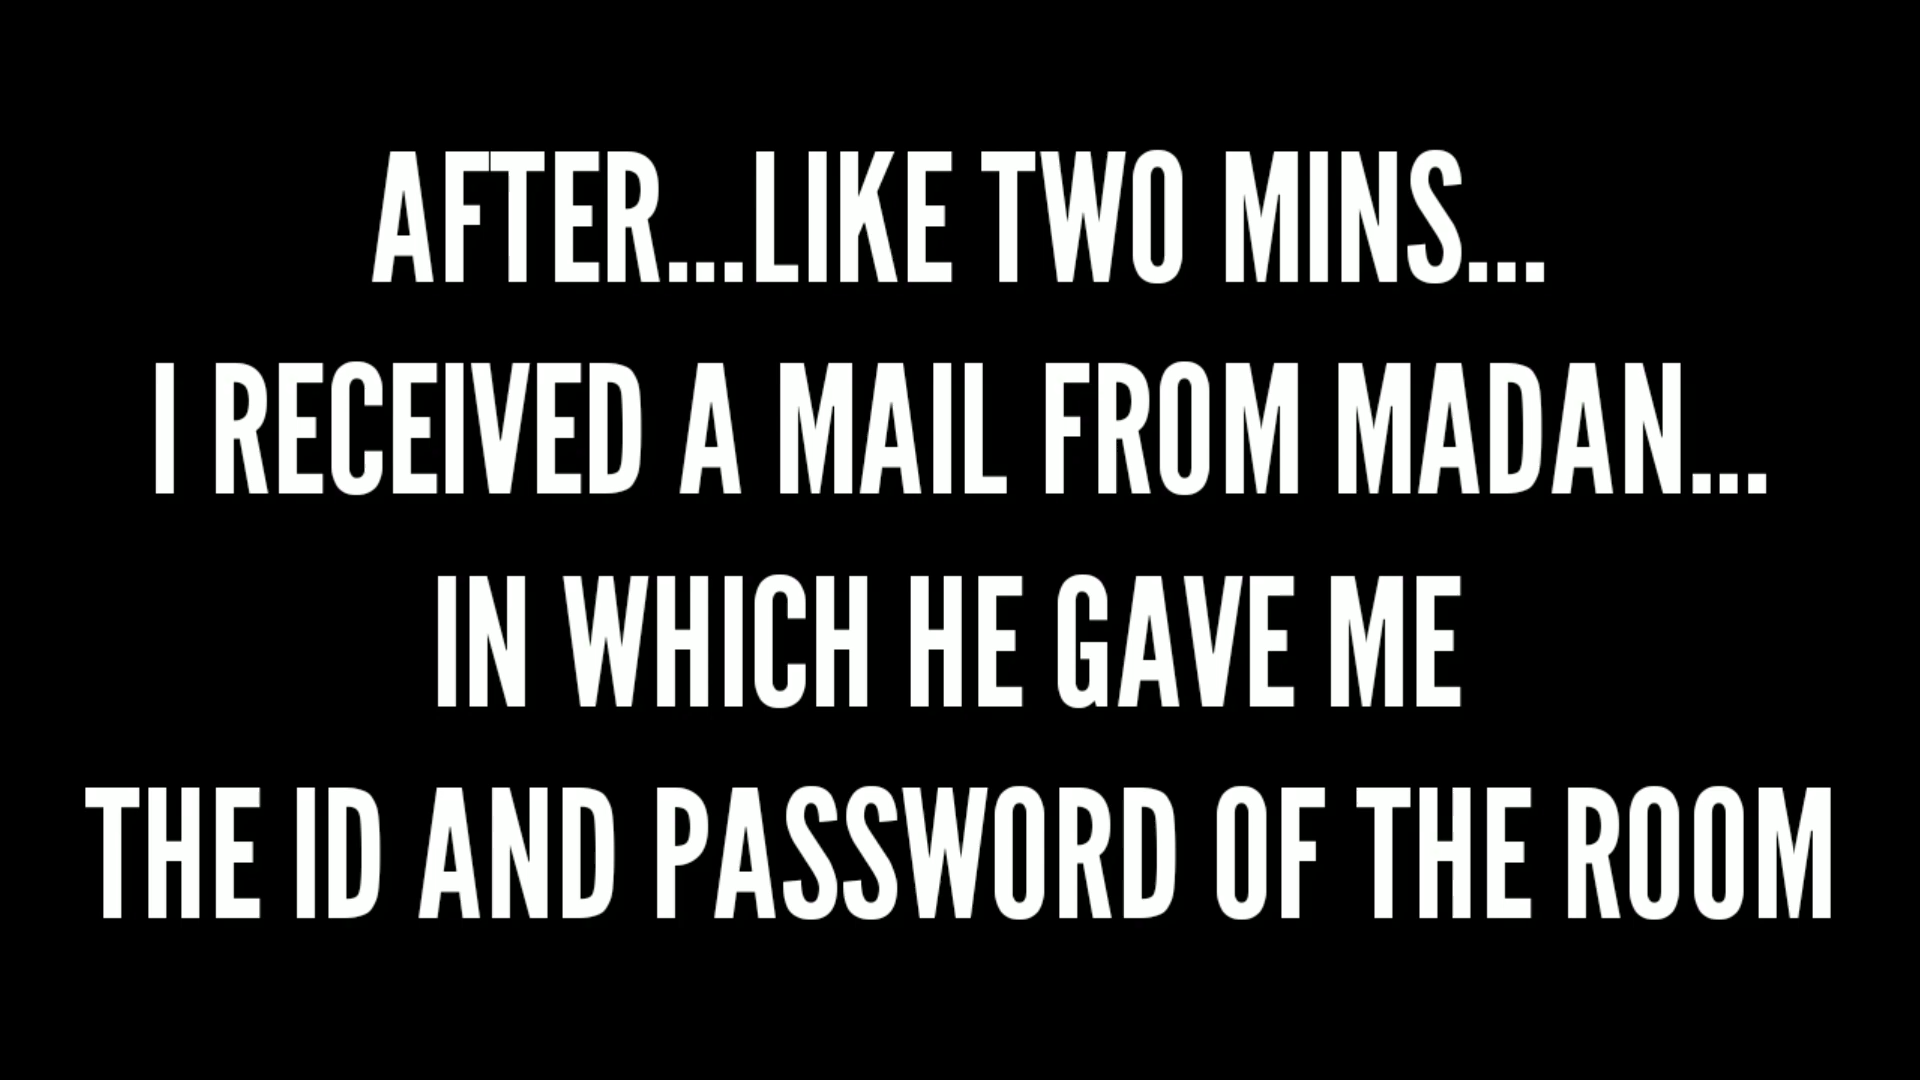 AFTER...LIKE TWO MINS...
I RECEIVED A MAIL FROM MADAN...
IN WHICH HE GAVE ME
THE ID AND PASSWORD OF THE ROOM